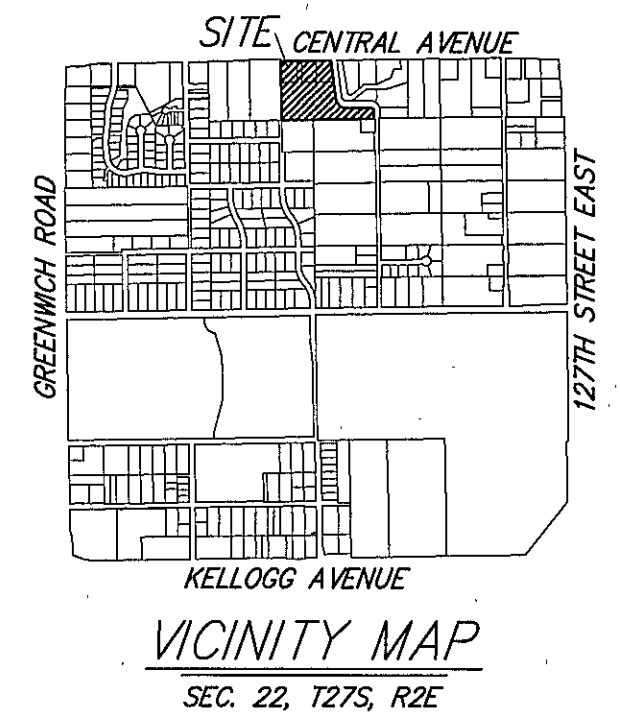 SITE
CENTRAL AVENUE
GREENWICH ROAD
127TH STREET EAST
KELLOGG AVENUE
VICINITY MAP
SEC. 22, T27S, R2E